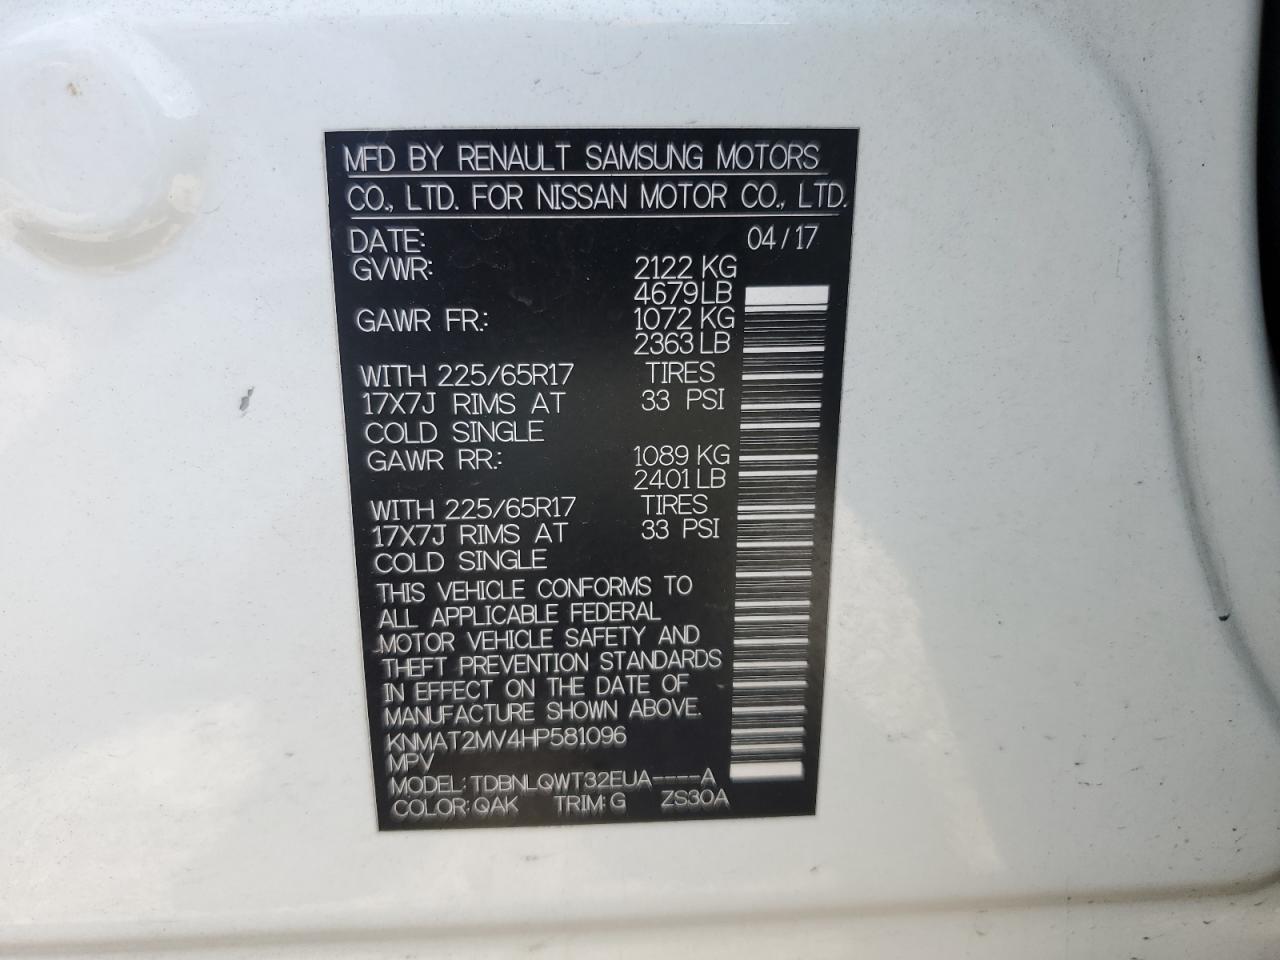 MFD BY RENAULT SAMSUNG MOTORS
CO., LTD. FOR NISSAN MOTOR CO., LTD.
DATE: 04/17
GVWR: 2122 KG
4679 LB
GAWR FR.: 1072 KG
2363 LB
WITH 225/65R17 TIRES
17X7J RIMS AT 33 PSI
COLD SINGLE
GAWR RR.: 1089 KG
2401 LB
WITH 225/65R17 TIRES
17X7J RIMS AT 33 PSI
COLD SINGLE
THIS VEHICLE CONFORMS TO
ALL APPLICABLE FEDERAL
MOTOR VEHICLE SAFETY AND
THEFT PREVENTION STANDARDS
IN EFFECT ON THE DATE OF
MANUFACTURE SHOWN ABOVE.
KNMAT2MV4HP581096
MPV
MODEL: TDBNLQWT32EUA----A
COLOR: QAK TRIM: G ZS30A